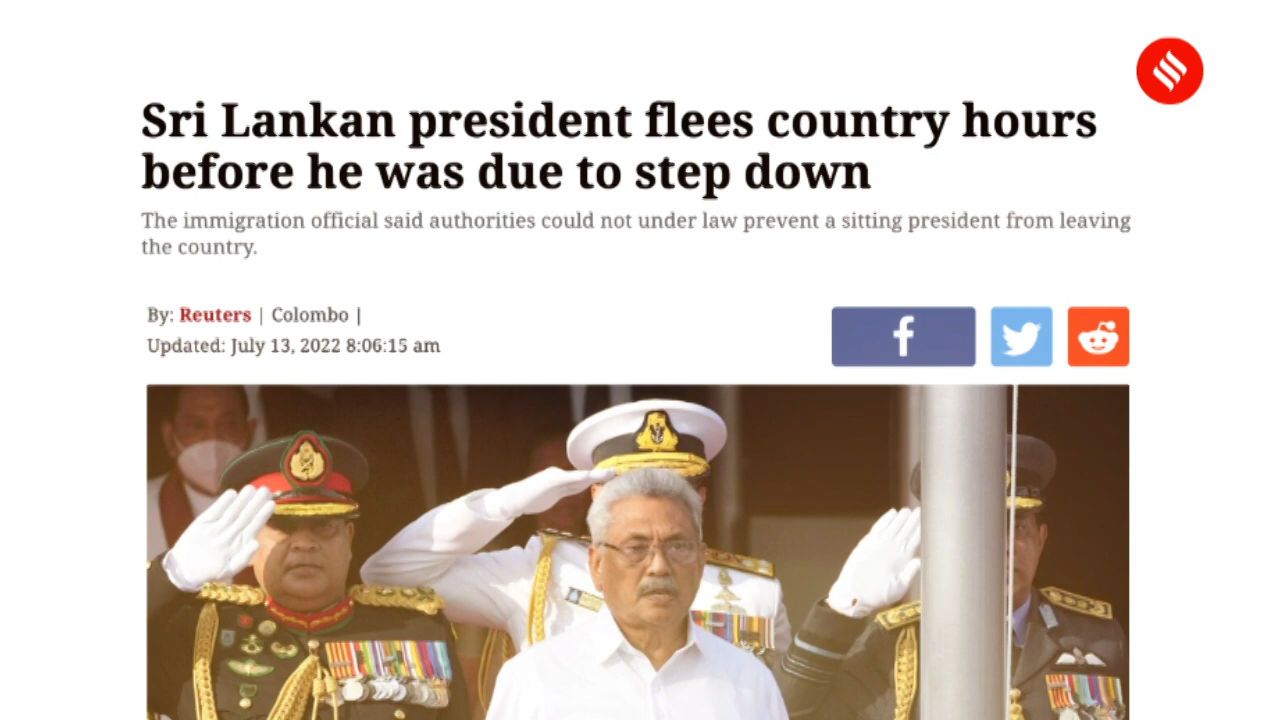 Sri Lankan president flees country hours
before he was due to step down
The immigration official said authorities could not under law prevent a sitting president from leaving
the country.
By: Reuters | Colombo |
Updated: July 13, 2022 8:06:15 am